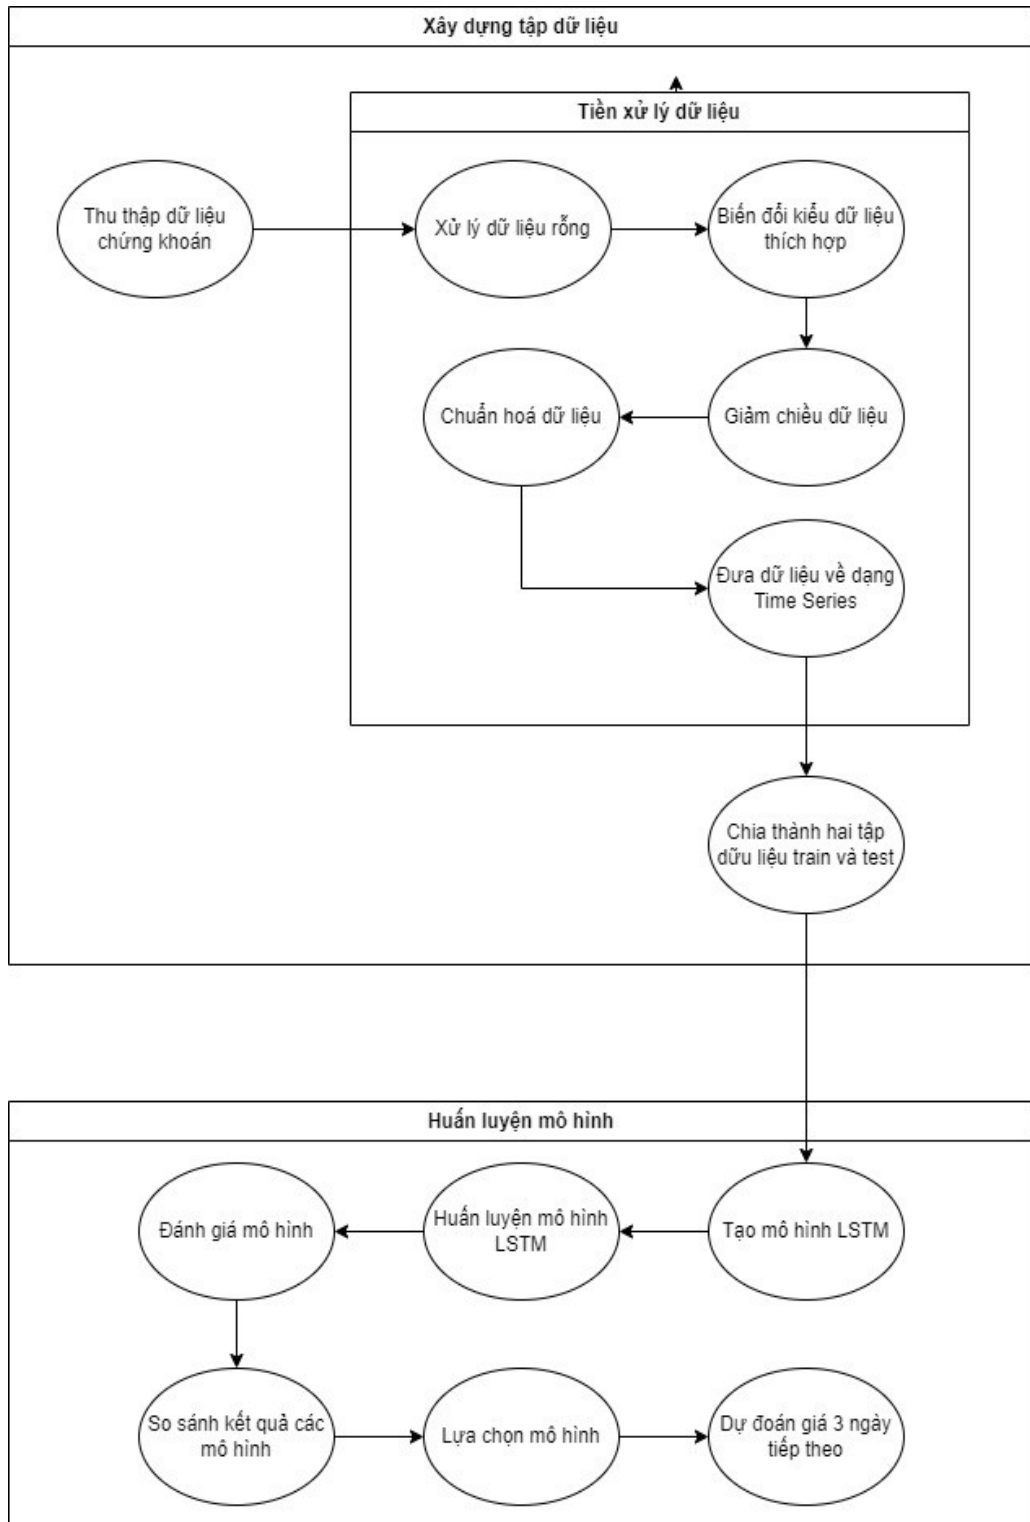 Xây dựng tập dữ liệu
Tiền xử lý dữ liệu
Thu thập dữ liệu
chứng khoán
Xử lý dữ liệu rỗng
Biến đổi kiểu dữ liệu
thích hợp
Giảm chiều dữ liệu
Chuẩn hoá dữ liệu
Đưa dữ liệu về dạng
Time Series
Chia thành hai tập
dữu liệu train và test
Huấn luyện mô hình
Tạo mô hình LSTM
Huấn luyện mô hình
LSTM
Đánh giá mô hình
So sánh kết quả các
mô hình
Lựa chọn mô hình
Dự đoán giá 3 ngày
tiếp theo